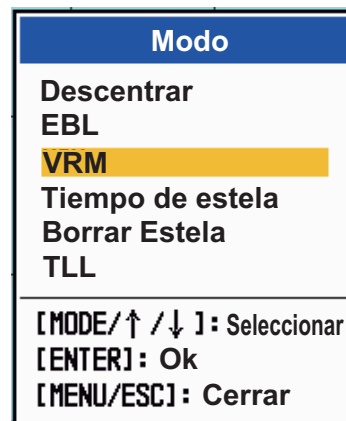 Modo
Descentrar
EBL
VRM
Tiempo de estela
Borrar Estela
TLL
[MODE/↑ /↓ ]: Seleccionar
[ENTER]: Ok
[MENU/ESC]: Cerrar